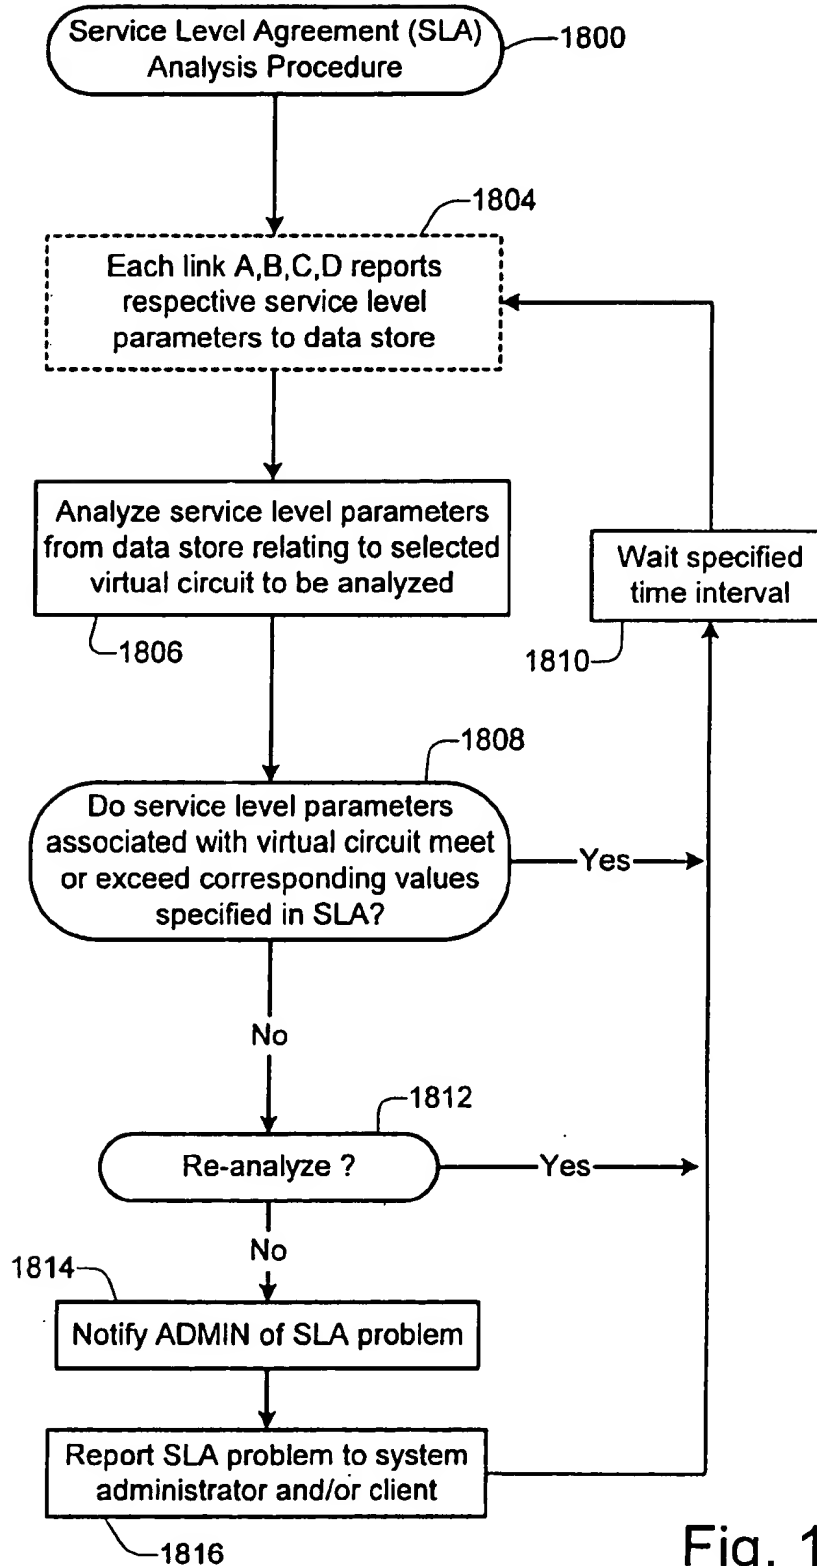 Service Level Agreement (SLA)
Analysis Procedure
1800
1804
Each link A,B,C,D reports
respective service level
parameters to data store
Analyze service level parameters
from data store relating to selected
virtual circuit to be analyzed
1806
Wait specified
time interval
1810
1808
Do service level parameters
associated with virtual circuit meet
or exceed corresponding values
specified in SLA?
Yes
No
1812
Re-analyze ?
Yes
No
1814
Notify ADMIN of SLA problem
Report SLA problem to system
administrator and/or client
1816
Fig. 1